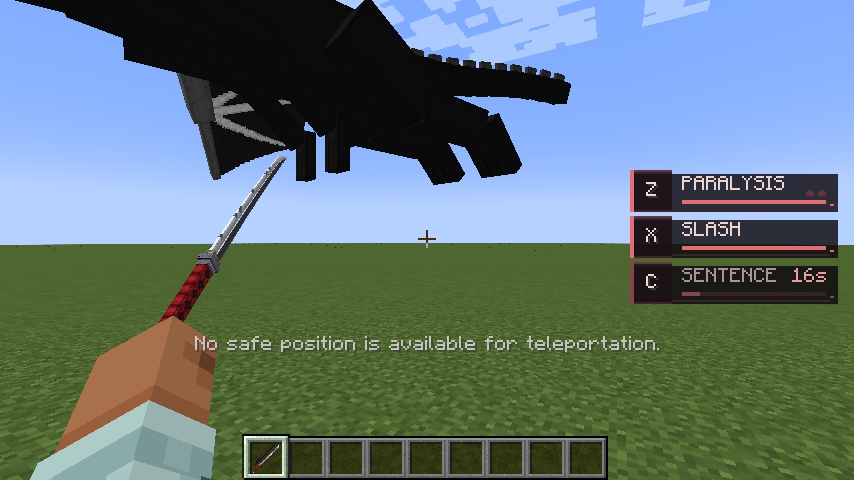 Z PARALYSIS
X SLASH
C SENTENCE 16s
No safe position is available for teleportation.